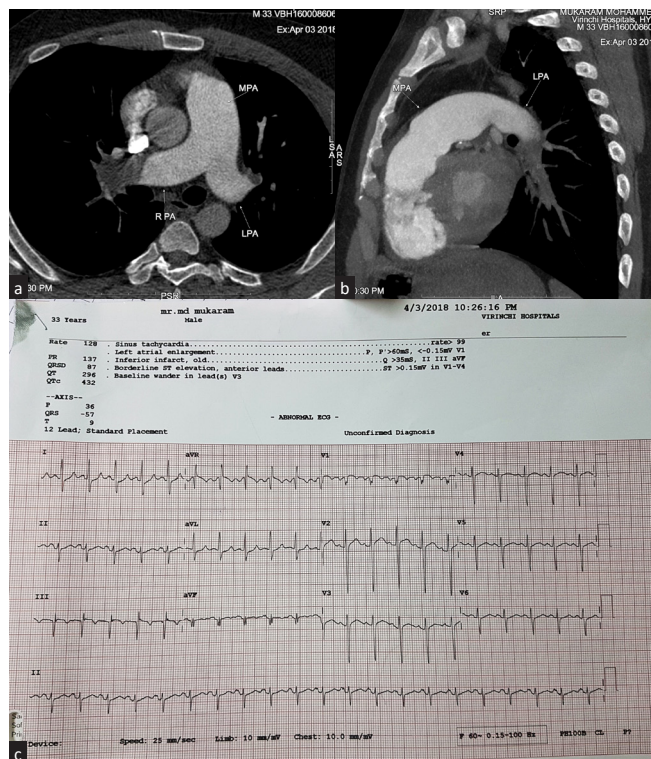 M 33 VBH16000860
Ex:Apr 03 2018
MPA
R PA
LPA
a
:30 PM
SRP
MUKARAM MOHAMME
Virinchi Hospitals, HY
M 33 VBH160008606
Ex:Apr 03 201
MPA
LPA
b
:30 PM
mr.md mukaram
4/3/2018 10:26:16 PM
33 Years
Male
VIRINCHI HOSPITALS
er
Rate 128 . Sinus tachycardia.....rate> 99
. Left atrial enlargement.....P, P'>60mS, <-0.15mV V1
PR 137 . Inferior infarct, old.....Q >35mS, II III aVF
QRSD 87 . Borderline ST elevation, anterior leads.....ST >0.15mV in V1-V4
QT 296 . Baseline wander in lead(s) V3
QTc 432
--AXIS--
P 36
QRS -57
T 9
- ABNORMAL ECG -
12 Lead; Standard Placement
Unconfirmed Diagnosis
I aVR V1 V4
II aVL V2 V5
III aVF V3 V6
II
c
Device:
Speed: 25 mm/sec
Limb: 10 mm/mV
Chest: 10.0 mm/mV
F 60~ 0.15-100 Hz
PH100B CL P?